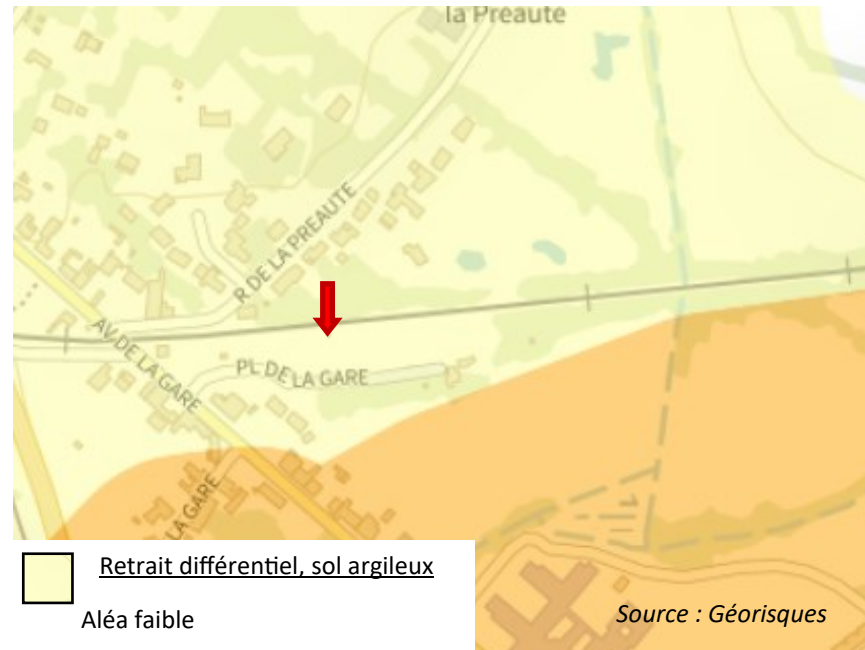 la Preaute
R DE LA PREAUTE
AV DE LA GARE
PL DE LA GARE
LA GARE
Retrait différentiel, sol argileux
Aléa faible
Source : Géorisques